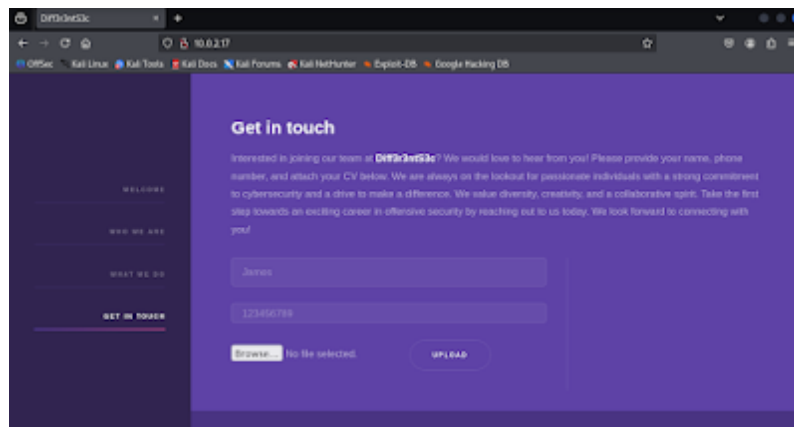 Diff3r3ntS3c
10.0.2.17
OffSec Kali Linux Kali Tools Kali Docs Kali Forums Kali NetHunter Exploit-DB Google Hacking DB
Get in touch
Interested in joining our team at Diff3r3ntS3c? We would love to hear from you! Please provide your name, phone
number, and attach your CV below. We are always on the lookout for passionate individuals with a strong commitment
to cybersecurity and a drive to make a difference. We value diversity, creativity, and a collaborative spirit. Take the first
step towards an exciting career in offensive security by reaching out to us today. We look forward to connecting with
you!
WELCOME
WHO WE ARE
WHAT WE DO
GET IN TOUCH
James
123456789
Browse... No file selected.
UPLOAD